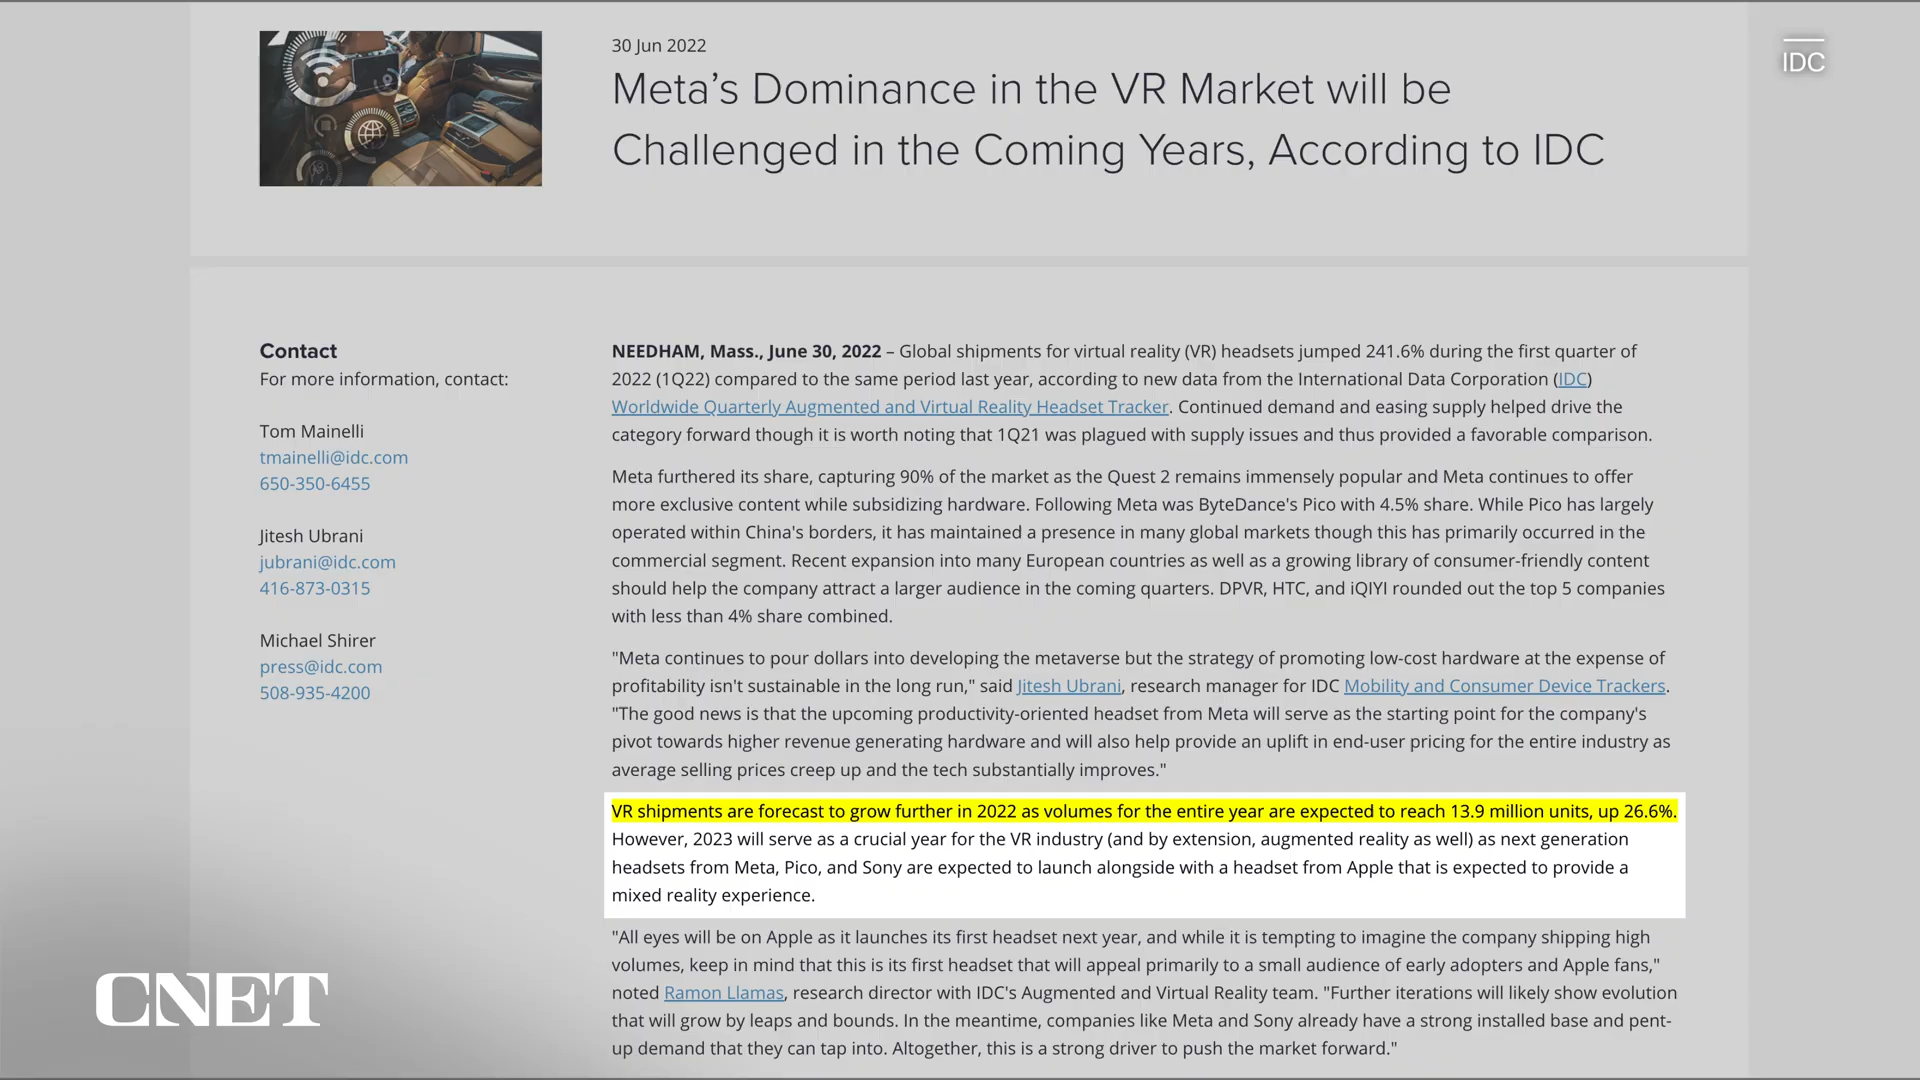 30 Jun 2022
Meta’s Dominance in the VR Market will be
Challenged in the Coming Years, According to IDC
IDC
Contact
For more information, contact:
Tom Mainelli
tmainelli@idc.com
650-350-6455
Jitesh Ubrani
jubrani@idc.com
416-873-0315
Michael Shirer
press@idc.com
508-935-4200
NEEDHAM, Mass., June 30, 2022 – Global shipments for virtual reality (VR) headsets jumped 241.6% during the first quarter of
2022 (1Q22) compared to the same period last year, according to new data from the International Data Corporation (IDC)
Worldwide Quarterly Augmented and Virtual Reality Headset Tracker. Continued demand and easing supply helped drive the
category forward though it is worth noting that 1Q21 was plagued with supply issues and thus provided a favorable comparison.
Meta furthered its share, capturing 90% of the market as the Quest 2 remains immensely popular and Meta continues to offer
more exclusive content while subsidizing hardware. Following Meta was ByteDance's Pico with 4.5% share. While Pico has largely
operated within China's borders, it has maintained a presence in many global markets though this has primarily occurred in the
commercial segment. Recent expansion into many European countries as well as a growing library of consumer-friendly content
should help the company attract a larger audience in the coming quarters. DPVR, HTC, and iQIYI rounded out the top 5 companies
with less than 4% share combined.
"Meta continues to pour dollars into developing the metaverse but the strategy of promoting low-cost hardware at the expense of
profitability isn't sustainable in the long run," said Jitesh Ubrani, research manager for IDC Mobility and Consumer Device Trackers.
"The good news is that the upcoming productivity-oriented headset from Meta will serve as the starting point for the company's
pivot towards higher revenue generating hardware and will also help provide an uplift in end-user pricing for the entire industry as
average selling prices creep up and the tech substantially improves."
VR shipments are forecast to grow further in 2022 as volumes for the entire year are expected to reach 13.9 million units, up 26.6%.
However, 2023 will serve as a crucial year for the VR industry (and by extension, augmented reality as well) as next generation
headsets from Meta, Pico, and Sony are expected to launch alongside with a headset from Apple that is expected to provide a
mixed reality experience.
"All eyes will be on Apple as it launches its first headset next year, and while it is tempting to imagine the company shipping high
volumes, keep in mind that this is its first headset that will appeal primarily to a small audience of early adopters and Apple fans,"
noted Ramon Llamas, research director with IDC's Augmented and Virtual Reality team. "Further iterations will likely show evolution
that will grow by leaps and bounds. In the meantime, companies like Meta and Sony already have a strong installed base and pent-
up demand that they can tap into. Altogether, this is a strong driver to push the market forward."
CNET